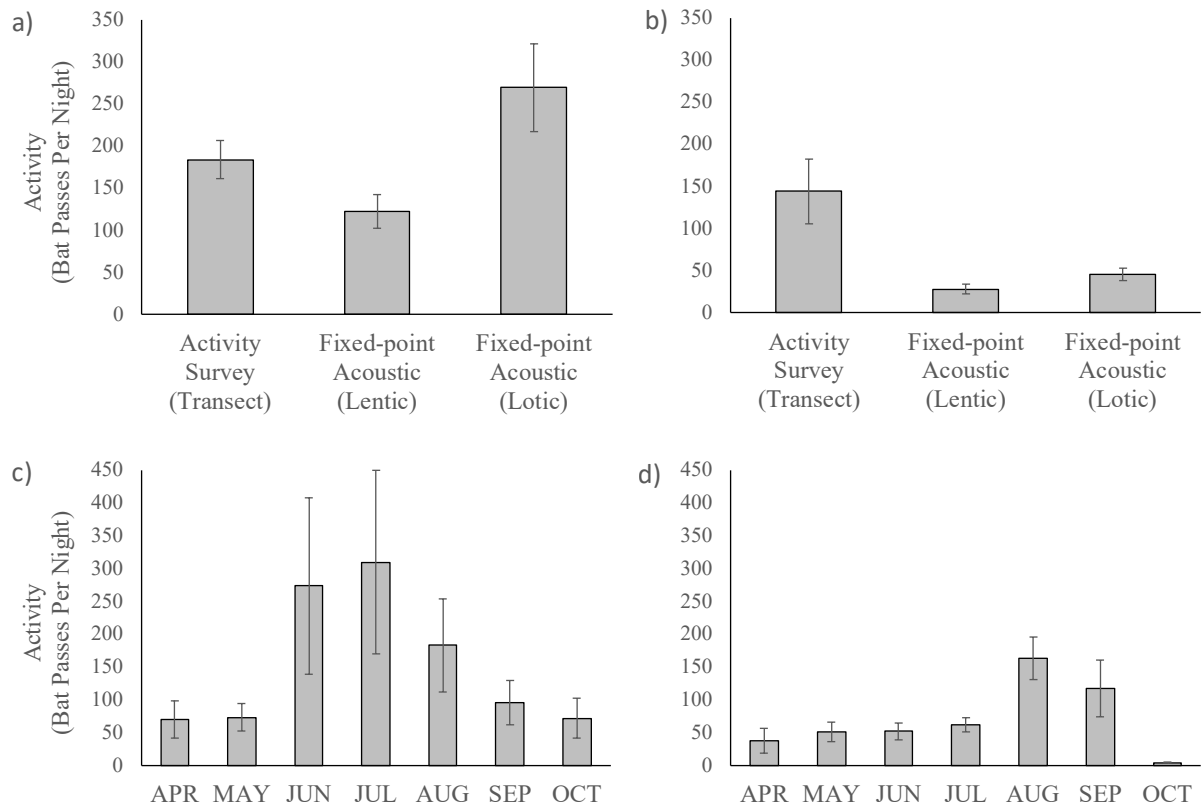 a)
350
300
250
200
150
100
50
0
Activity
(Bat Passes Per Night)
Activity
Survey
(Transect)
Fixed-point
Acoustic
(Lentic)
Fixed-point
Acoustic
(Lotic)
b)
350
300
250
200
150
100
50
0
Activity
Survey
(Transect)
Fixed-point
Acoustic
(Lentic)
Fixed-point
Acoustic
(Lotic)
c)
450
400
350
300
250
200
150
100
50
0
Activity
(Bat Passes Per Night)
APR MAY JUN JUL AUG SEP OCT
d)
450
400
350
300
250
200
150
100
50
0
APR MAY JUN JUL AUG SEP OCT